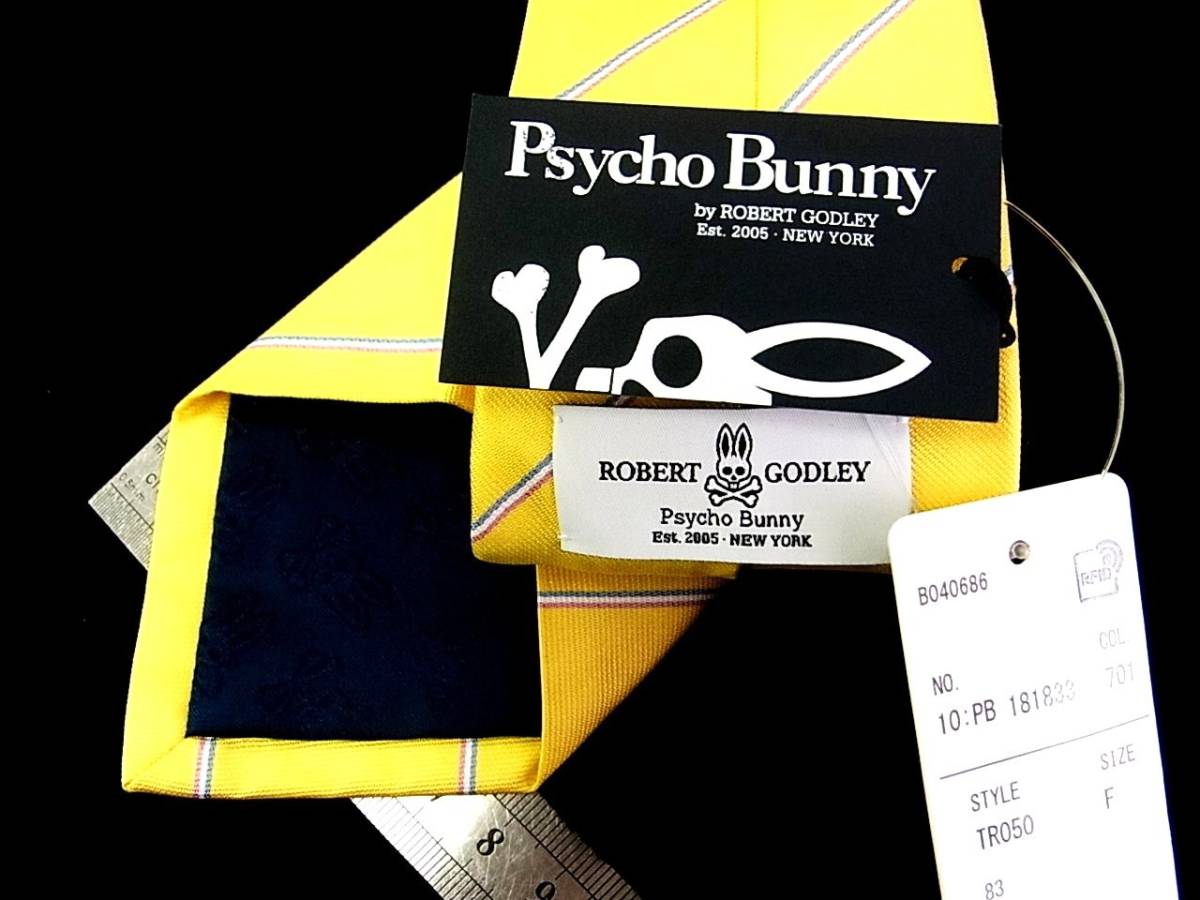 Psycho Bunny
by ROBERT GODLEY
Est. 2005 · NEW YORK
ROBERT GODLEY
Psycho Bunny
Est. 2005 · NEW YORK
B040686
RFID
NO. COL.
10:PB 181833 701
STYLE SIZE
TR050 F
83
8
9